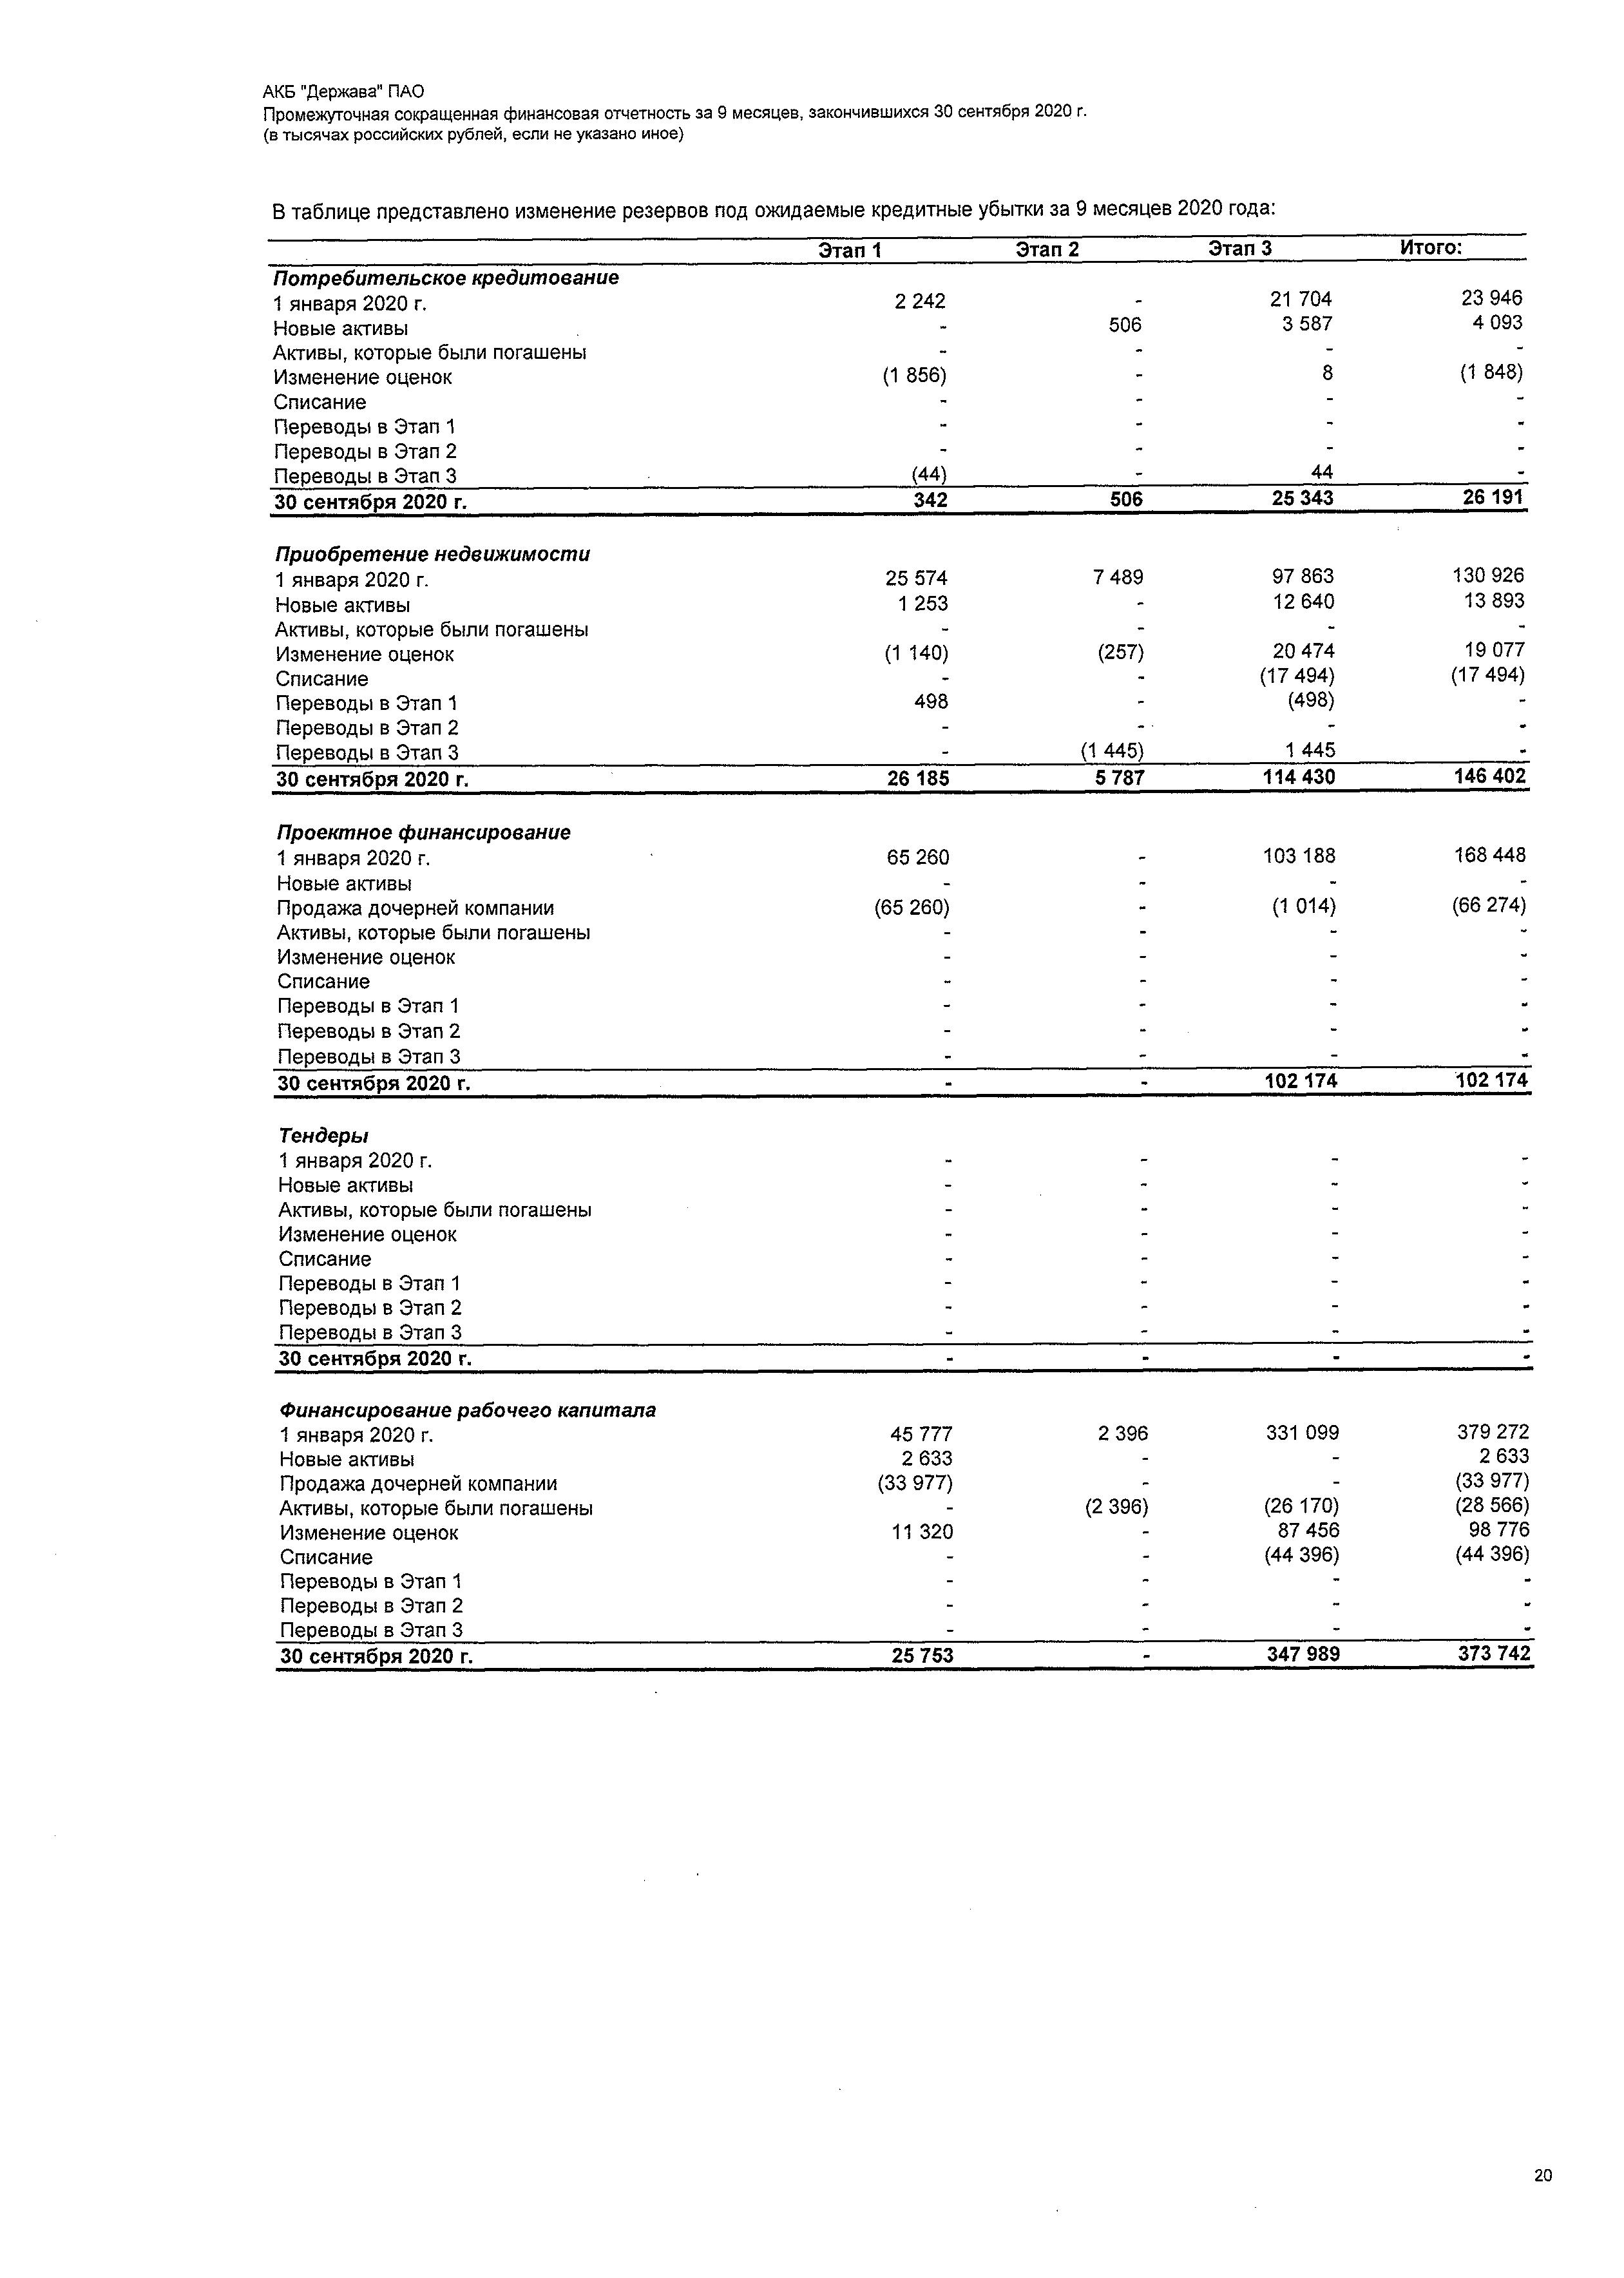 АКБ "Держава" ПАО
Промежуточная сокращенная финансовая отчетность за 9 месяцев, закончившихся 30 сентября 2020 г.
(в тысячах российских рублей, если не указано иное)
В таблице представлено изменение резервов под ожидаемые кредитные убытки за 9 месяцев 2020 года:
Этап 1 Этап 2 Этап 3 Итого:
Потребительское кредитование
1 января 2020 г. 2 242 - 21 704 23 946
Новые активы - 506 3 587 4 093
Активы, которые были погашены - - - -
Изменение оценок (1 856) - 8 (1 848)
Списание - - - -
Переводы в Этап 1 - - - -
Переводы в Этап 2 - - - -
Переводы в Этап 3 (44) - 44 -
30 сентября 2020 г. 342 506 25 343 26 191
Приобретение недвижимости
1 января 2020 г. 25 574 7 489 97 863 130 926
Новые активы 1 253 - 12 640 13 893
Активы, которые были погашены - - - -
Изменение оценок (1 140) (257) 20 474 19 077
Списание - - (17 494) (17 494)
Переводы в Этап 1 498 - (498) -
Переводы в Этап 2 - - - -
Переводы в Этап 3 - (1 445) 1 445 -
30 сентября 2020 г. 26 185 5 787 114 430 146 402
Проектное финансирование
1 января 2020 г. 65 260 - 103 188 168 448
Новые активы - - - -
Продажа дочерней компании (65 260) - (1 014) (66 274)
Активы, которые были погашены - - - -
Изменение оценок - - - -
Списание - - - -
Переводы в Этап 1 - - - -
Переводы в Этап 2 - - - -
Переводы в Этап 3 - - - -
30 сентября 2020 г. - - 102 174 102 174
Тендеры
1 января 2020 г. - - - -
Новые активы - - - -
Активы, которые были погашены - - - -
Изменение оценок - - - -
Списание - - - -
Переводы в Этап 1 - - - -
Переводы в Этап 2 - - - -
Переводы в Этап 3 - - - -
30 сентября 2020 г. - - - -
Финансирование рабочего капитала
1 января 2020 г. 45 777 2 396 331 099 379 272
Новые активы 2 633 - - 2 633
Продажа дочерней компании (33 977) - - (33 977)
Активы, которые были погашены - (2 396) (26 170) (28 566)
Изменение оценок 11 320 - 87 456 98 776
Списание - - (44 396) (44 396)
Переводы в Этап 1 - - - -
Переводы в Этап 2 - - - -
Переводы в Этап 3 - - - -
30 сентября 2020 г. 25 753 - 347 989 373 742
20